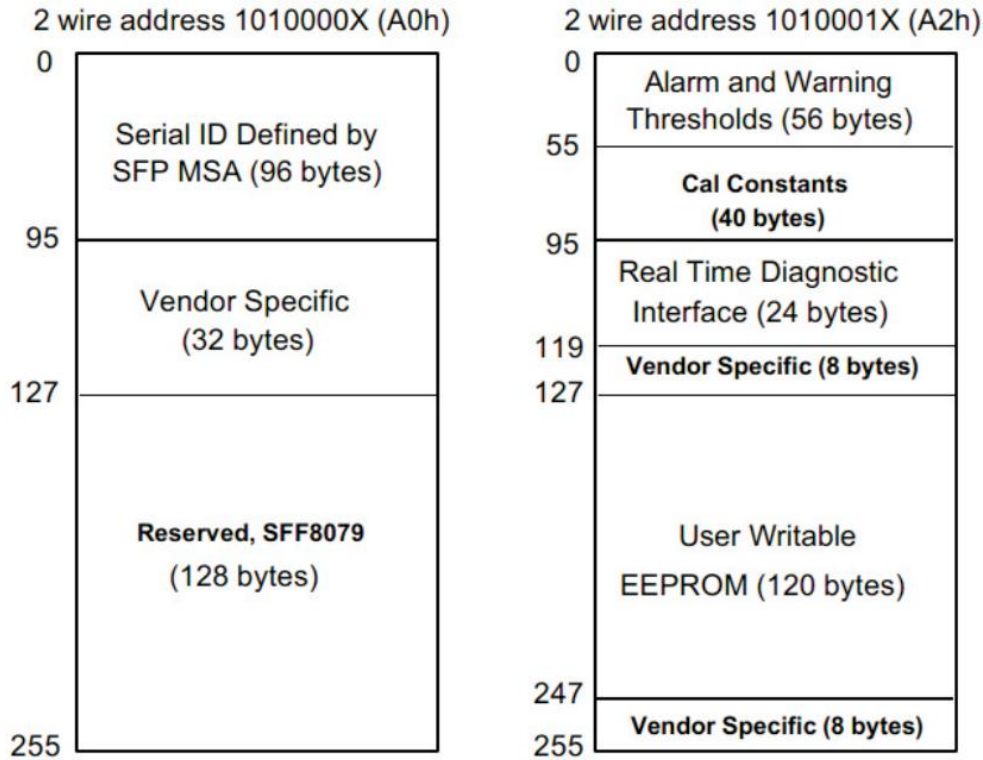 2 wire address 1010000X (A0h)
0
Serial ID Defined by
SFP MSA (96 bytes)
95
Vendor Specific
(32 bytes)
127
Reserved, SFF8079
(128 bytes)
255
2 wire address 1010001X (A2h)
0
Alarm and Warning
Thresholds (56 bytes)
55
Cal Constants
(40 bytes)
95
Real Time Diagnostic
Interface (24 bytes)
119
Vendor Specific (8 bytes)
127
User Writable
EEPROM (120 bytes)
247
Vendor Specific (8 bytes)
255